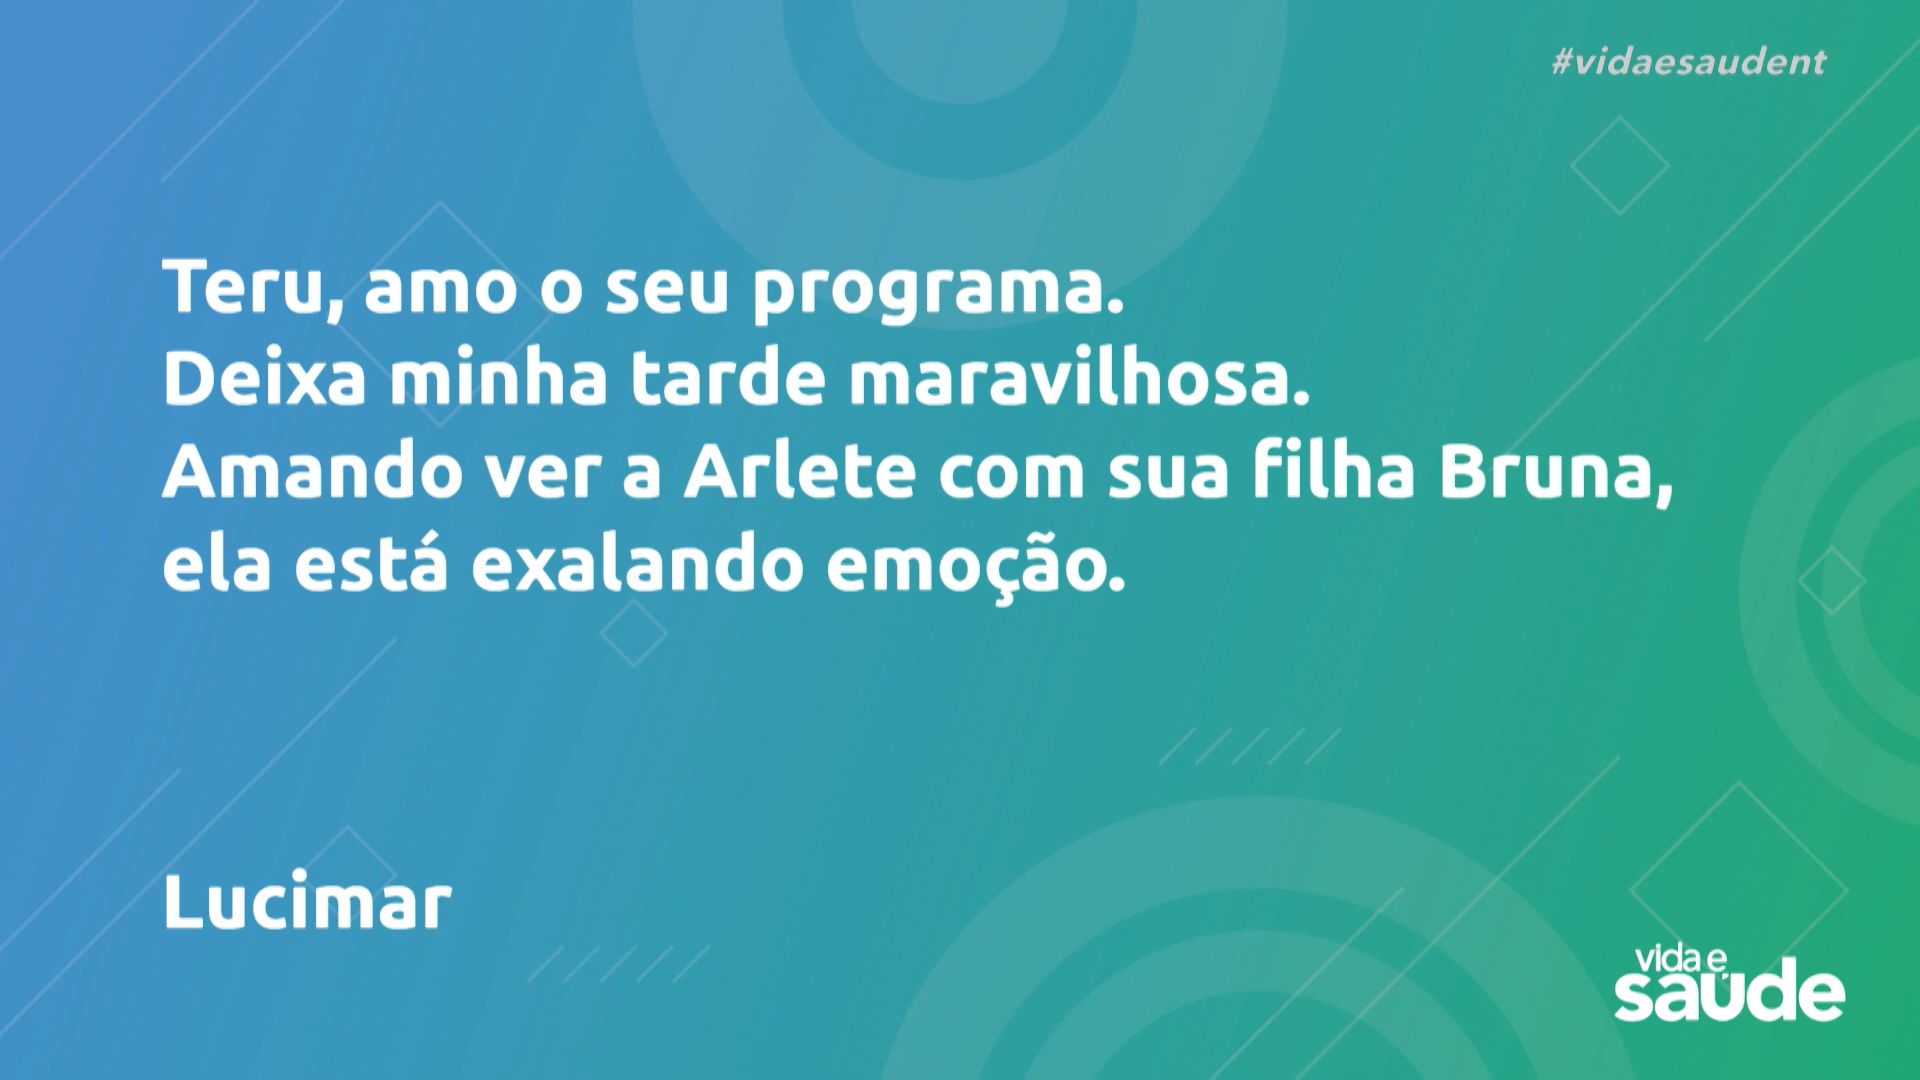 #vidaesaudent
Teru, amo o seu programa.
Deixa minha tarde maravilhosa.
Amando ver a Arlete com sua filha Bruna,
ela está exalando emoção.
Lucimar
vida e
saúde